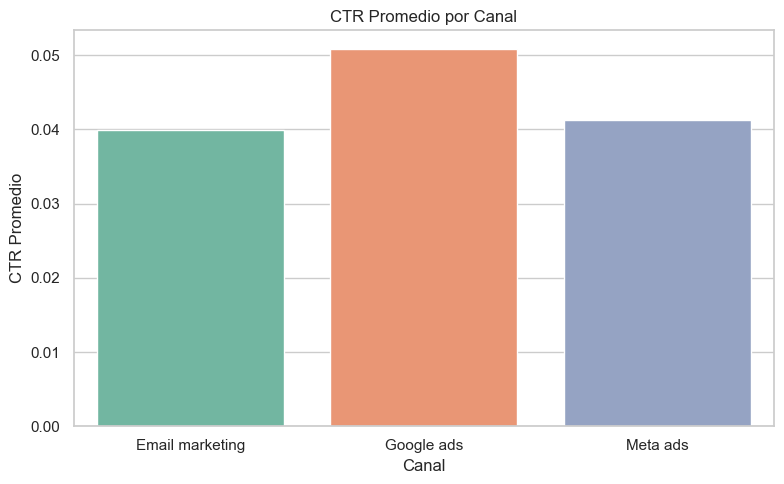 CTR Promedio por Canal
CTR Promedio
0.05
0.04
0.03
0.02
0.01
0.00
Email marketing
Google ads
Meta ads
Canal